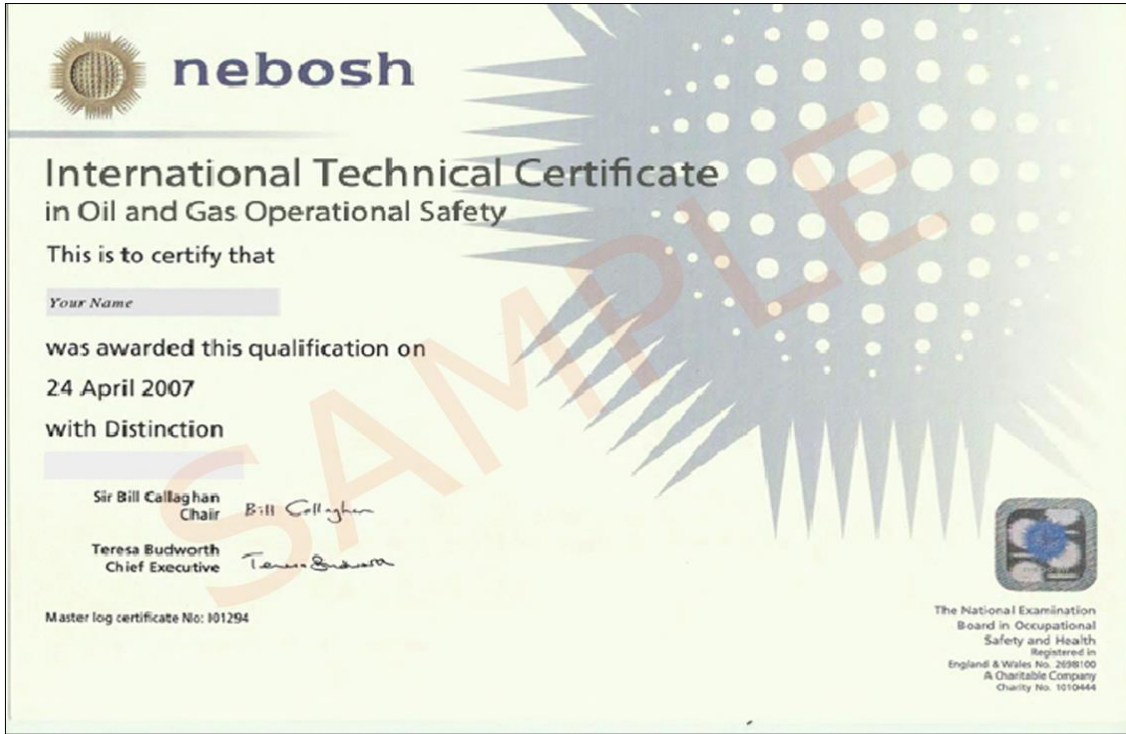 nebosh
International Technical Certificate
in Oil and Gas Operational Safety
This is to certify that
Your Name
was awarded this qualification on
24 April 2007
with Distinction
Sir Bill Callaghan
Chair
Bill Callaghan
Teresa Budworth
Chief Executive
Teresa Budworth
Master log certificate No: I01294
SAMPLE
The National Examination
Board in Occupational
Safety and Health
Registered in
England & Wales No. 2698100
A Charitable Company
Charity No. 1010444